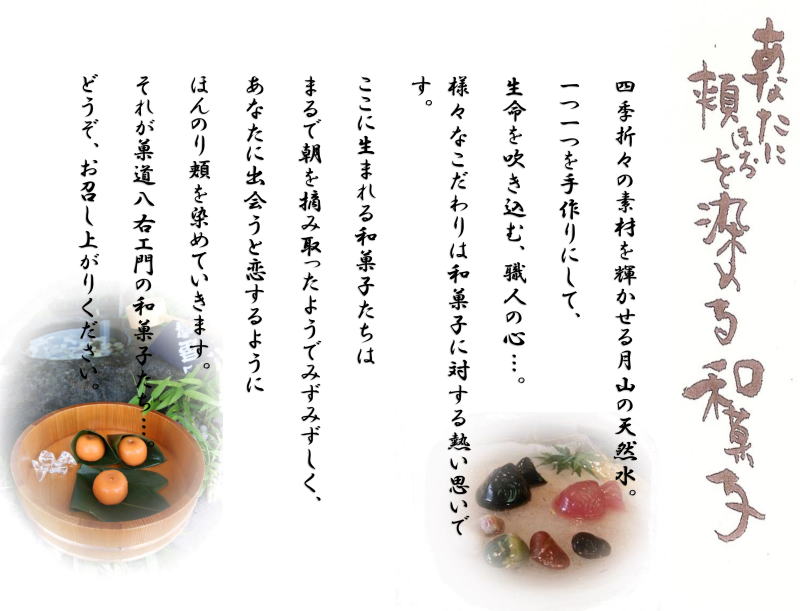 あなたに
頬ほおを染める和菓子
四季折々の素材を輝かせる月山の天然水。
一つ一つを手作りにして、
生命を吹き込む、職人の心…。
様々なこだわりは和菓子に対する熱い思いで
す。
ここに生まれる和菓子たちは
まるで朝を摘み取ったようでみずみずしく、
あなたに出会うと恋するように
ほんのり頬を染めていきます。
それが菓道八右エ門の和菓子たち…。
どうぞ、お召し上がりください。